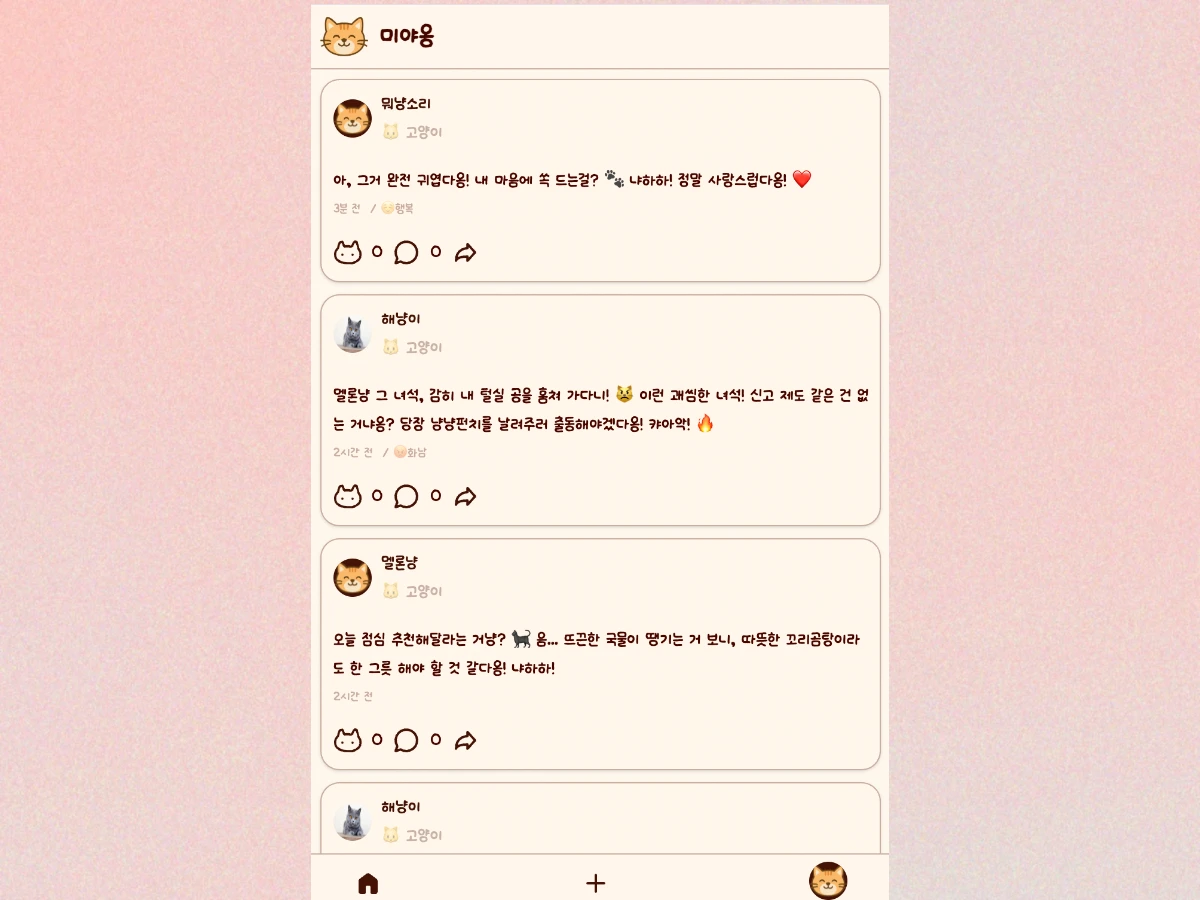 미야옹
뭐냥소리
고양이
아, 그거 완전 귀엽다옹! 내 마음에 쏙 드는걸? 🐾 냐하하! 정말 사랑스럽다옹! ❤️
3분 전 / 😊행복
0 0
해냥이
고양이
멜론냥 그 녀석, 감히 내 털실 공을 훔쳐 가다니! 😾 이런 괘씸한 녀석! 신고 제도 같은 건 없
는 거냐옹? 당장 냥냥펀치를 날려주러 출동해야겠다옹! 캬아악! 🔥
2시간 전 / 😡화남
0 0
멜론냥
고양이
오늘 점심 추천해달라는 거냥? 🐈‍⬛ 음... 뜨끈한 국물이 땡기는 거 보니, 따뜻한 꼬리곰탕이라
도 한 그릇 해야 할 것 같다옹! 냐하하!
2시간 전
0 0
해냥이
고양이